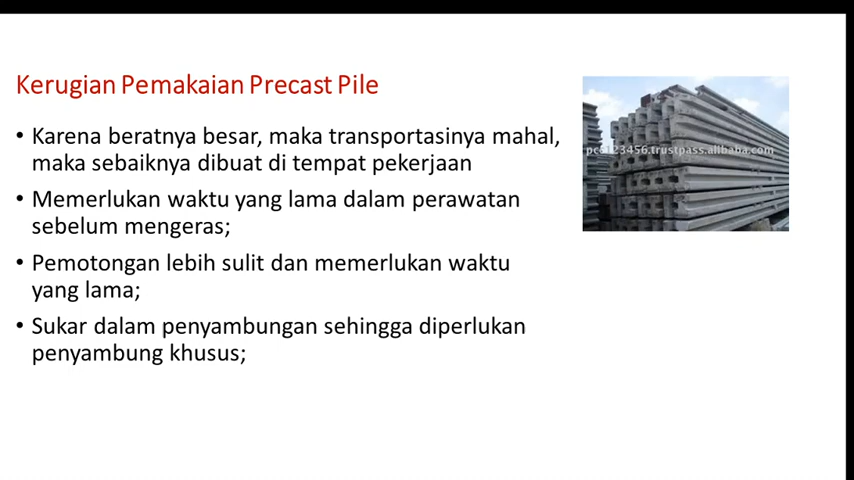 Kerugian Pemakaian Precast Pile
• Karena beratnya besar, maka transportasinya mahal,
maka sebaiknya dibuat di tempat pekerjaan
• Memerlukan waktu yang lama dalam perawatan
sebelum mengeras;
• Pemotongan lebih sulit dan memerlukan waktu
yang lama;
• Sukar dalam penyambungan sehingga diperlukan
penyambung khusus;